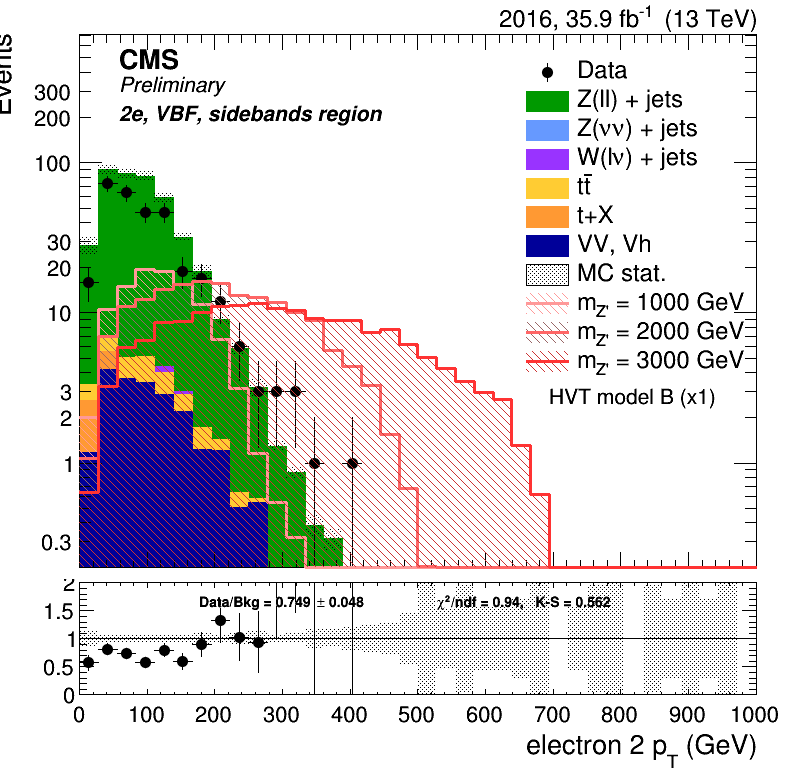 2016, 35.9 fb⁻¹ (13 TeV)
Events
CMS
Preliminary
2e, VBF, sidebands region
Data
Z(ll) + jets
Z(νν) + jets
W(lν) + jets
tt̄
t+X
VV, Vh
MC stat.
m_Z' = 1000 GeV
m_Z' = 2000 GeV
m_Z' = 3000 GeV
HVT model B (x1)
300
200
100
30
20
10
3
2
1
0.3
Data/Bkg = 0.749 ± 0.048
χ²/ndf = 0.94, K-S = 0.562
2
1.5
1
0.5
0
0 100 200 300 400 500 600 700 800 900 1000
electron 2 p_T (GeV)